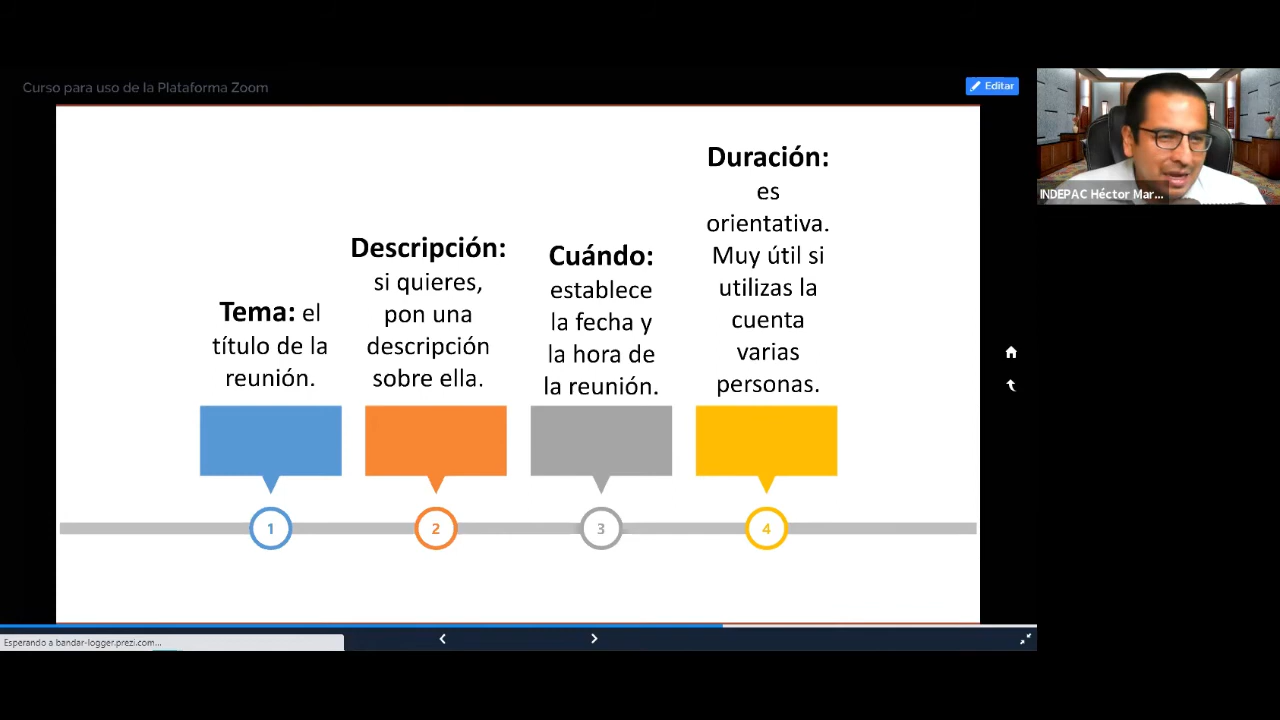 Curso para uso de la Plataforma Zoom
Editar
INDEPAC Héctor Mar...
Tema: el
título de la
reunión.
Descripción:
si quieres,
pon una
descripción
sobre ella.
Cuándo:
establece
la fecha y
la hora de
la reunión.
Duración:
es
orientativa.
Muy útil si
utilizas la
cuenta
varias
personas.
1
2
3
4
Esperando a bandar-logger.prezi.com...